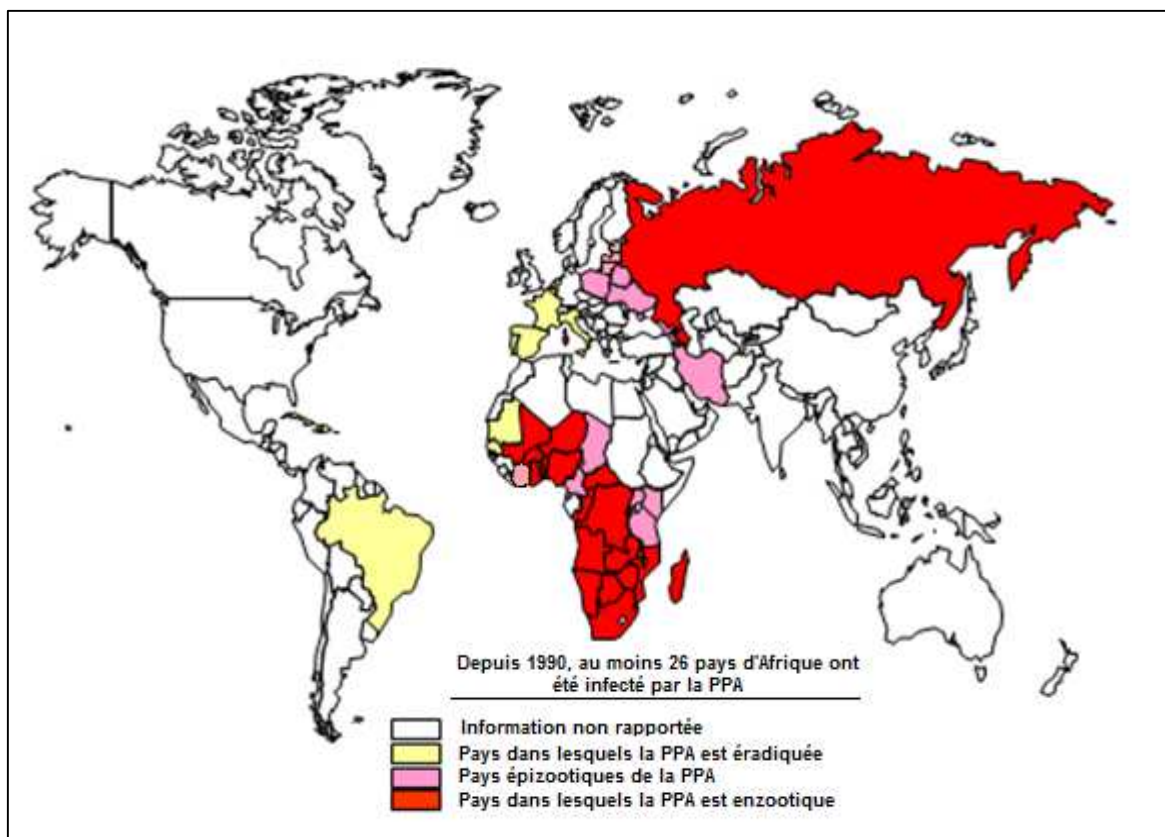 Depuis 1990, au moins 26 pays d'Afrique ont
été infecté par la PPA
Information non rapportée
Pays dans lesquels la PPA est éradiquée
Pays épizootiques de la PPA
Pays dans lesquels la PPA est enzootique